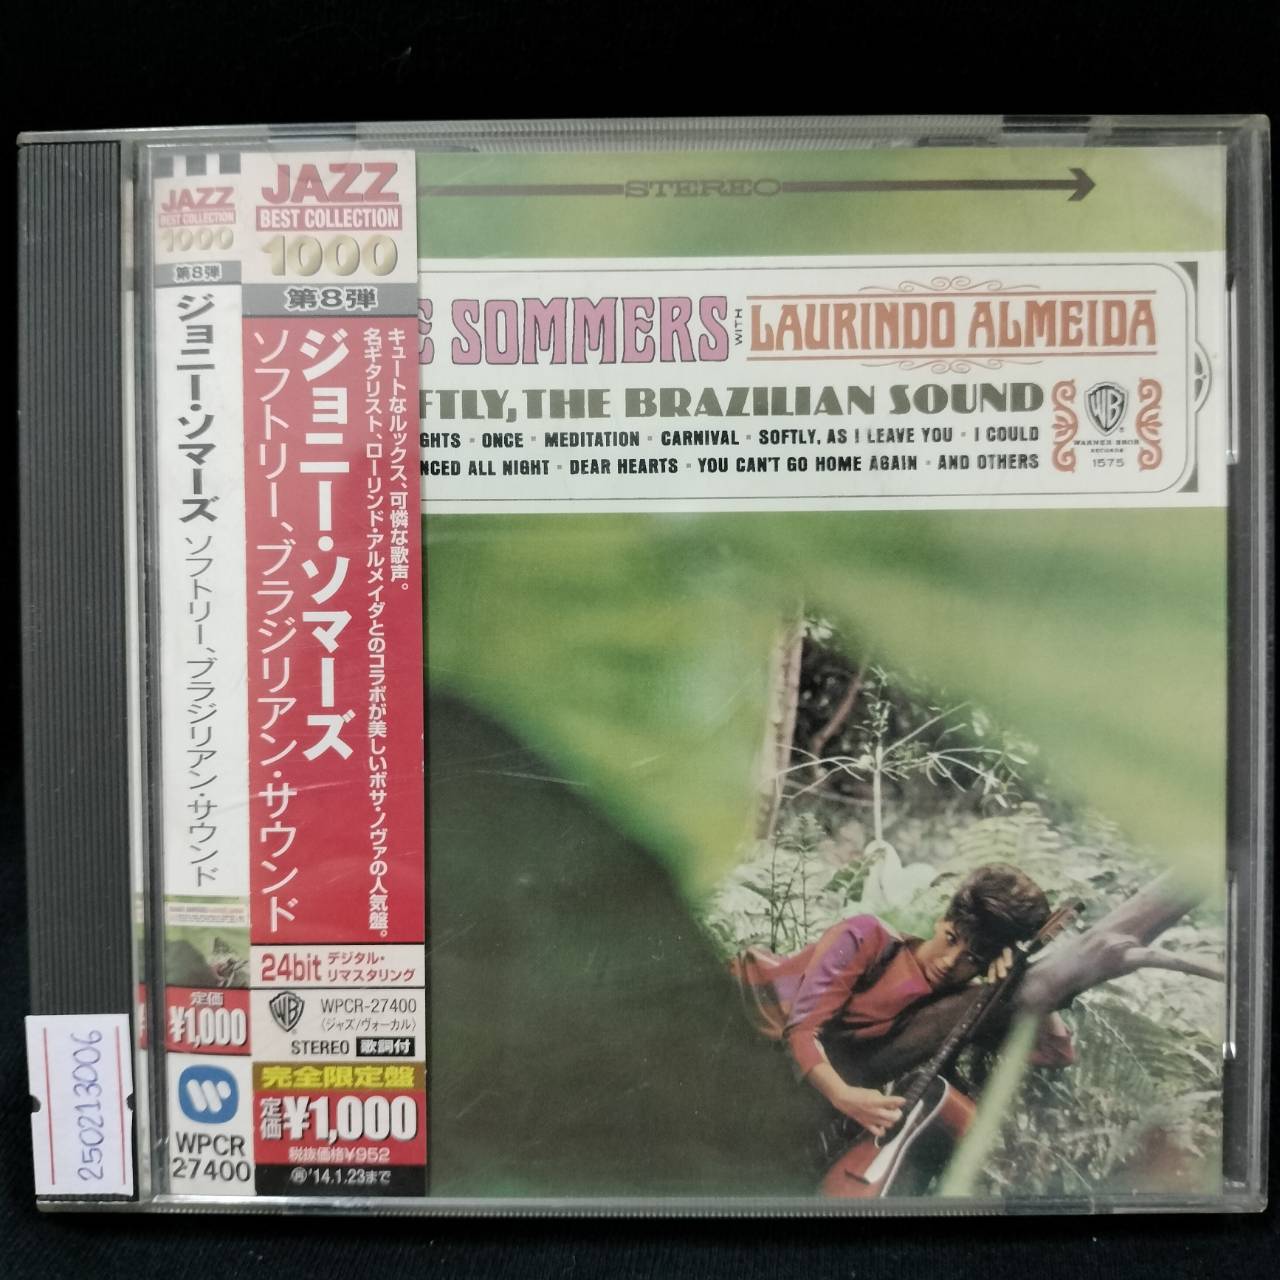 JAZZ
BEST COLLECTION
1000
第8弾
ジョニー・ソマーズ
ソフトリー、ブラジリアン・サウンド
定価
¥1,000
WPCR
27400
250213006
JAZZ
BEST COLLECTION
1000
第8弾
キュートなルックス、可憐な歌声。
名ギタリスト、ローリンド・アルメイダとのコラボが美しいボサ・ノヴァの人気盤。
ジョニー・ソマーズ
ソフトリー、ブラジリアン・サウンド
24bit デジタル・
リマスタリング
WB
WPCR-27400
(ジャズ/ヴォーカル)
STEREO 歌詞付
完全限定盤
定価¥1,000
税抜価格¥952
'14.1.23まで
STEREO
E SOMMERS WITH LAURINDO ALMEIDA
FTLY, THE BRAZILIAN SOUND
GHTS · ONCE · MEDITATION · CARNIVAL · SOFTLY, AS I LEAVE YOU · I COULD
NCED ALL NIGHT · DEAR HEARTS · YOU CAN'T GO HOME AGAIN · AND OTHERS
WB
WARNER BROS
RECORDS
1575